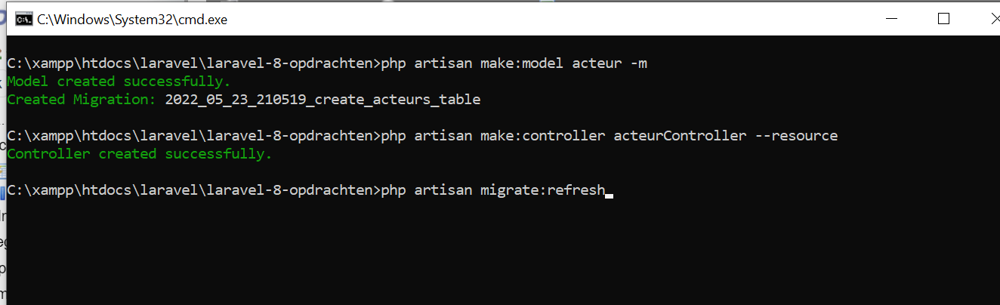 C:\Windows\System32\cmd.exe
C:\xampp\htdocs\laravel\laravel-8-opdrachten>php artisan make:model acteur -m
Model created successfully.
Created Migration: 2022_05_23_210519_create_acteurs_table
C:\xampp\htdocs\laravel\laravel-8-opdrachten>php artisan make:controller acteurController --resource
Controller created successfully.
C:\xampp\htdocs\laravel\laravel-8-opdrachten>php artisan migrate:refresh